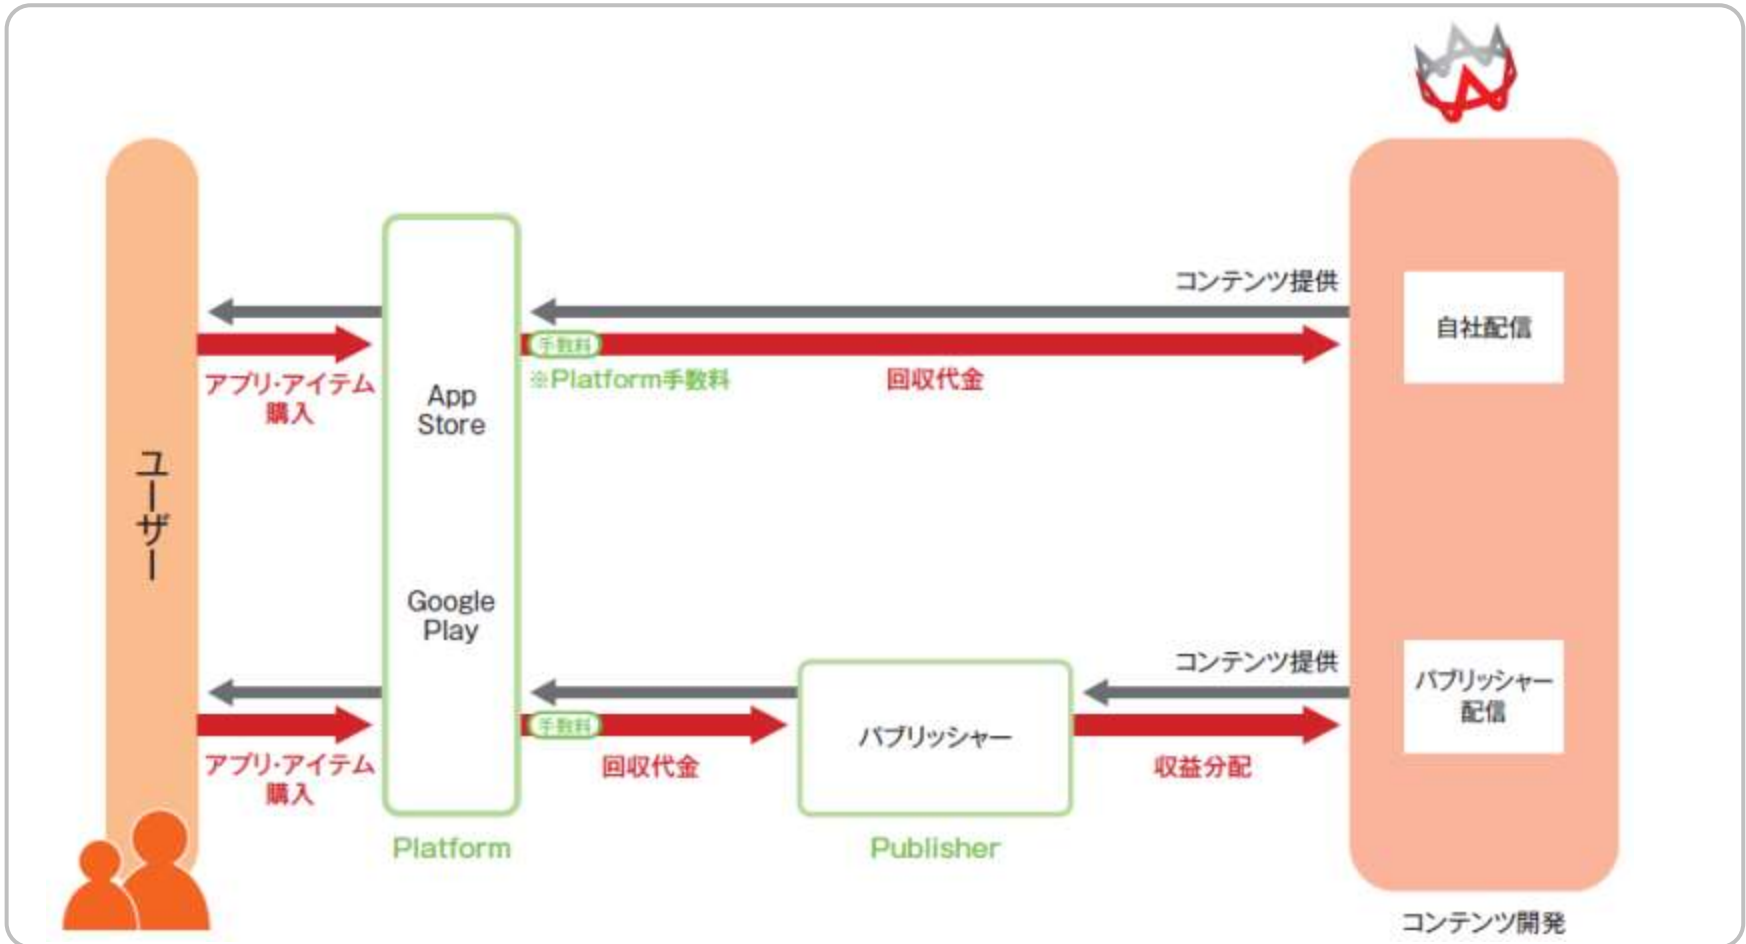 コンテンツ提供
自社配信
手数料
アプリ・アイテム
購入
※Platform手数料
回収代金
App
Store
ユーザー
Google
Play
コンテンツ提供
パブリッシャー
配信
手数料
パブリッシャー
アプリ・アイテム
購入
回収代金
収益分配
Platform
Publisher
コンテンツ開発